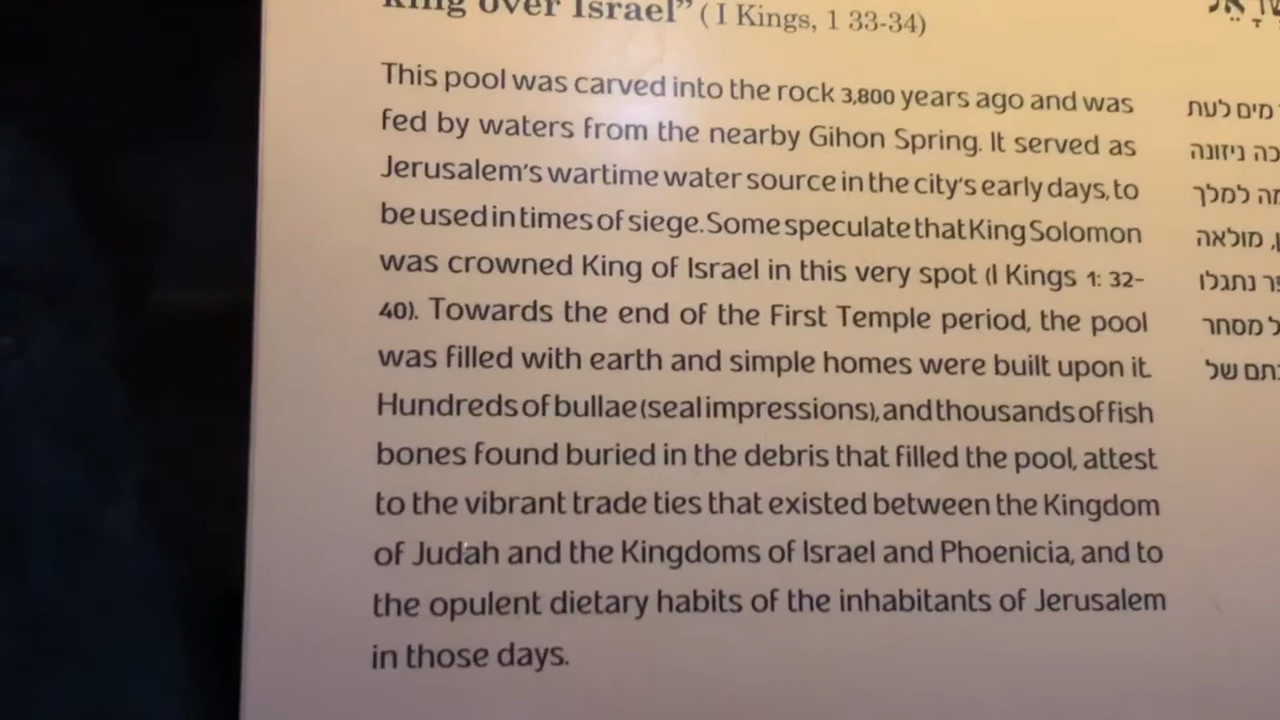 king over Israel” ( I Kings, 1 33-34)
This pool was carved into the rock 3,800 years ago and was
fed by waters from the nearby Gihon Spring. It served as
Jerusalem's wartime water source in the city's early days, to
be used in times of siege. Some speculate that King Solomon
was crowned King of Israel in this very spot (I Kings 1: 32-
40). Towards the end of the First Temple period, the pool
was filled with earth and simple homes were built upon it.
Hundreds of bullae (seal impressions), and thousands of fish
bones found buried in the debris that filled the pool, attest
to the vibrant trade ties that existed between the Kingdom
of Judah and the Kingdoms of Israel and Phoenicia, and to
the opulent dietary habits of the inhabitants of Jerusalem
in those days.
מים לעת
ניזונה
למלך
מולאה
נתגלו
מסחר
של